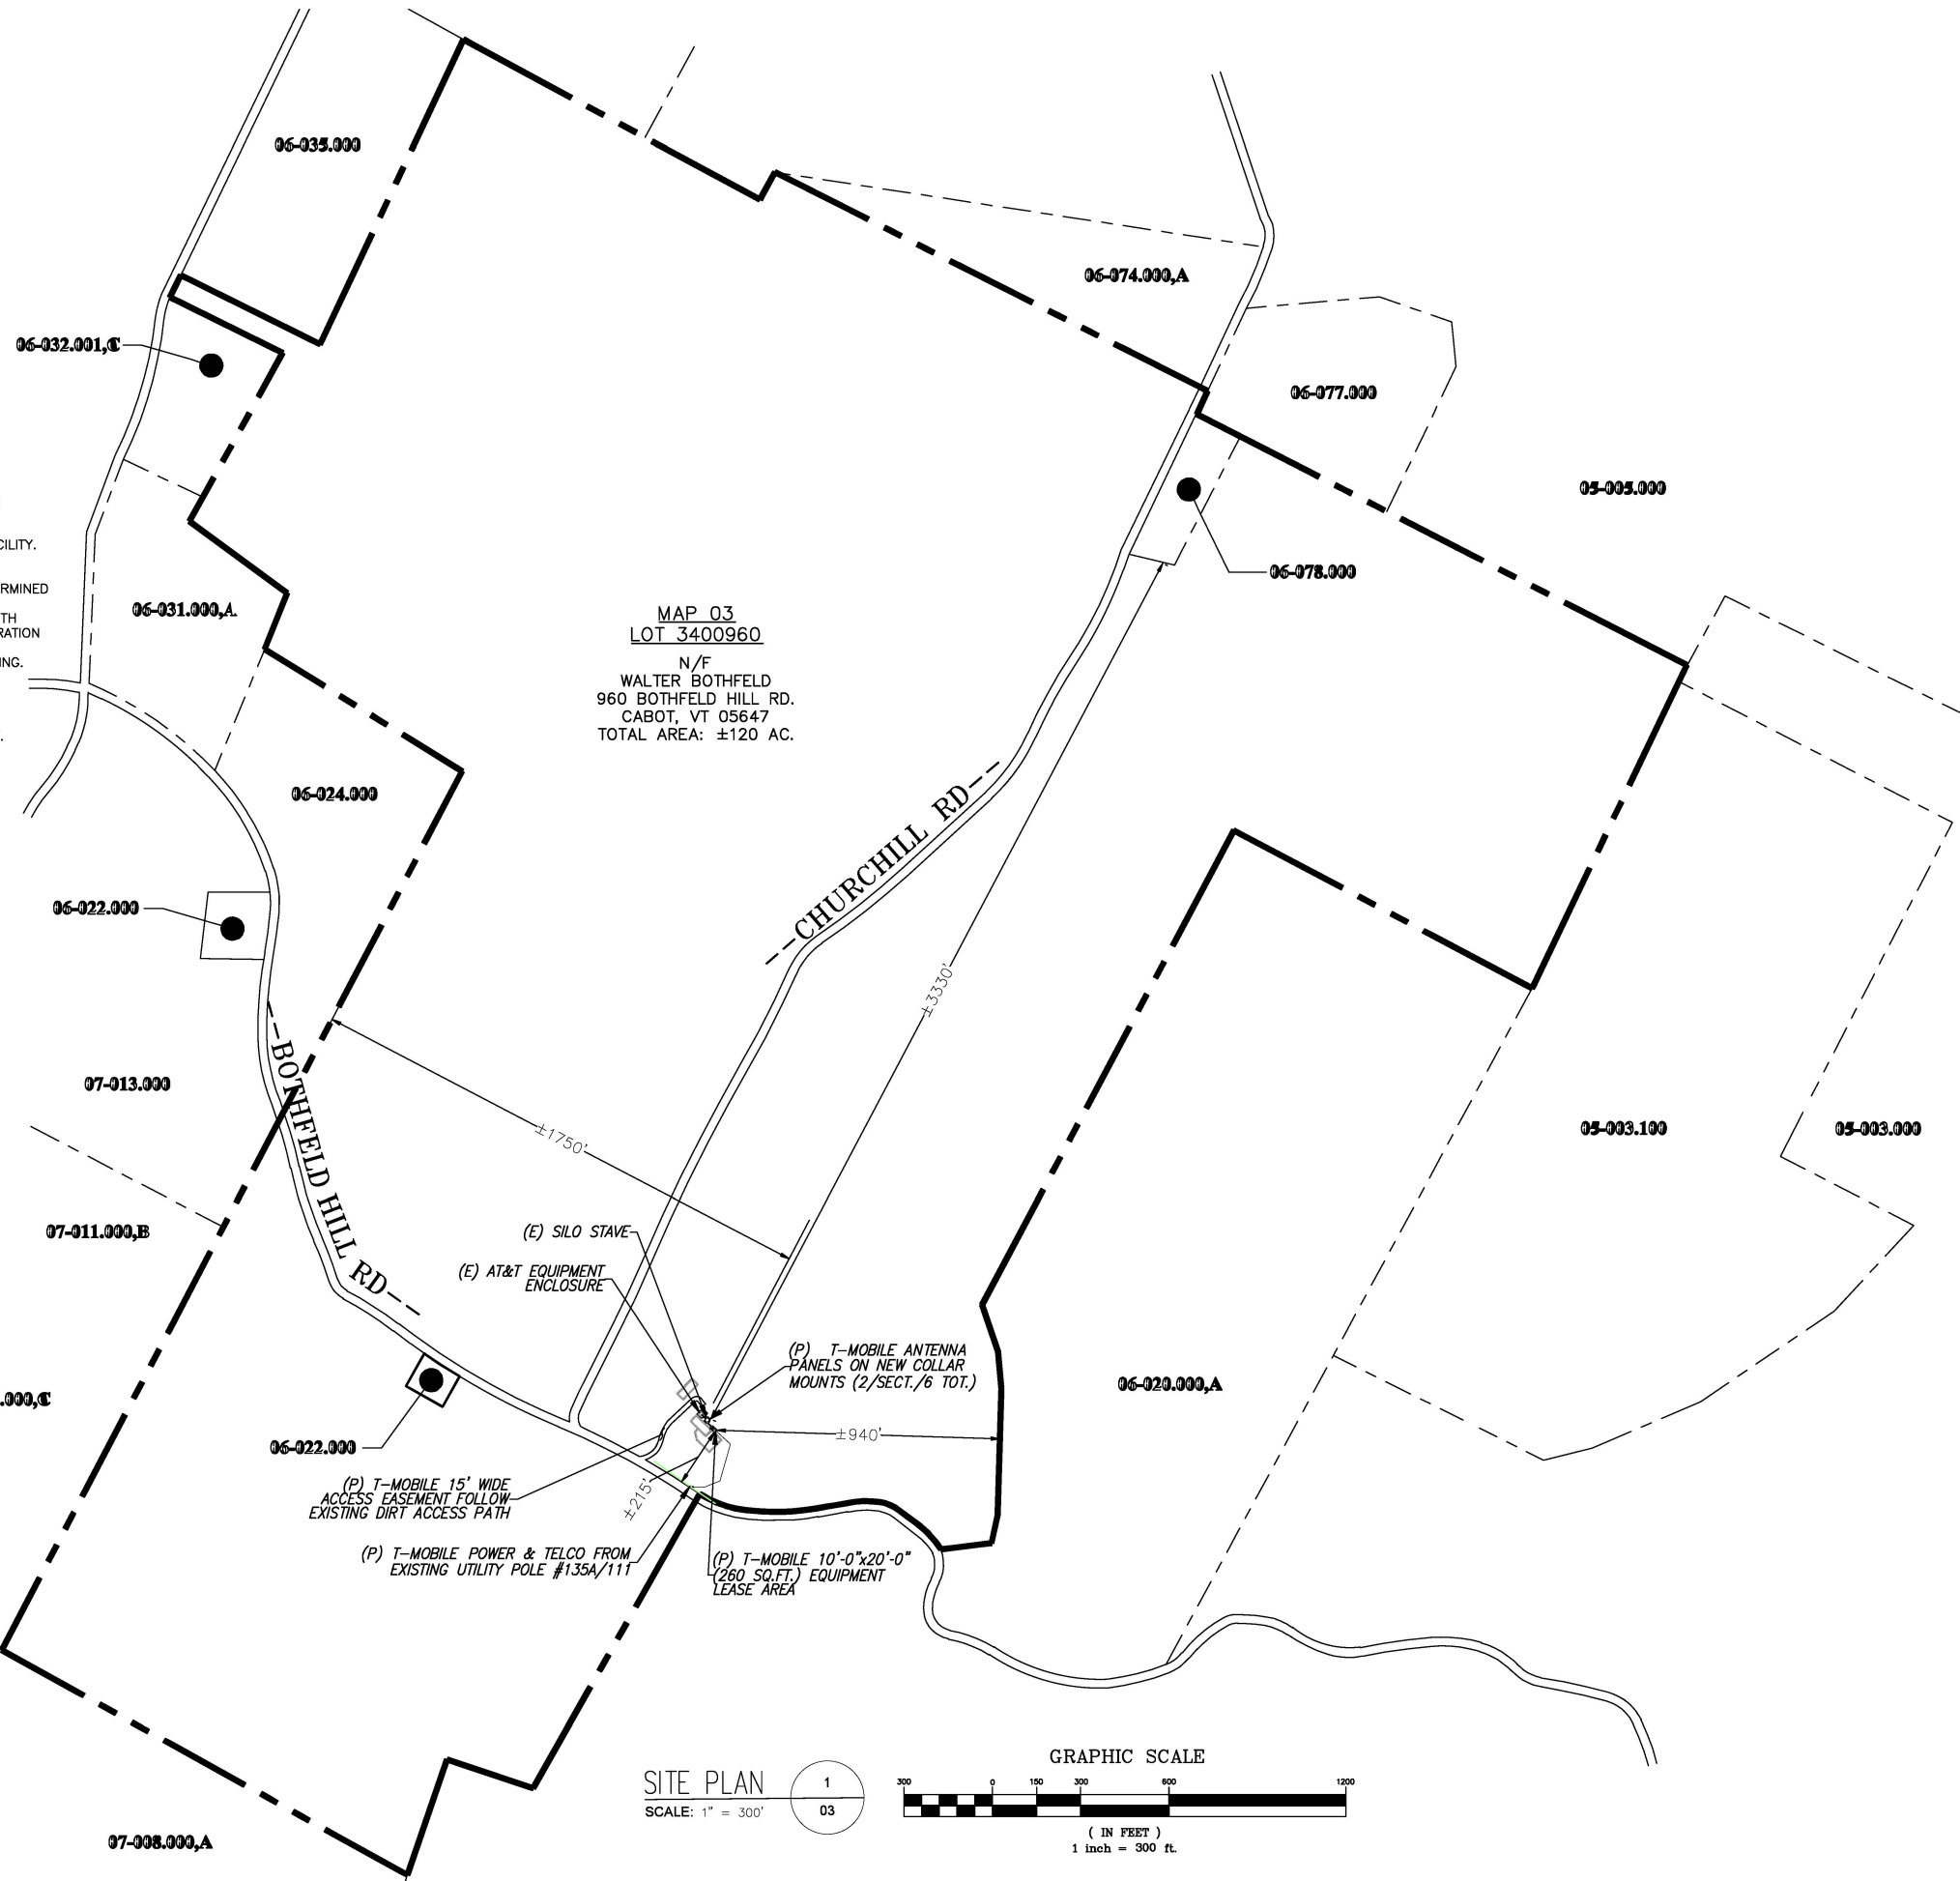 06-035.000
06-074.000,A
06-032.001,C
06-077.000
05-005.000
CILITY.
RMINED
TH
RATION
ING.
06-078.000
06-031.000,A
MAP 03
LOT 3400960
N/F
WALTER BOTHFELD
960 BOTHFELD HILL RD.
CABOT, VT 05647
TOTAL AREA: ±120 AC.
06-024.000
CHURCHILL RD
06-022.000
±3330'
BOTHFELD HILL RD
07-013.000
±1750'
05-003.100
05-003.000
07-011.000,B
(E) SILO STAVE
(E) AT&T EQUIPMENT
ENCLOSURE
(P) T-MOBILE ANTENNA
PANELS ON NEW COLLAR
MOUNTS (2/SECT./6 TOT.)
06-020.000,A
.000,C
±940'
06-022.000
(P) T-MOBILE 15' WIDE
ACCESS EASEMENT FOLLOW
EXISTING DIRT ACCESS PATH
±215'
(P) T-MOBILE POWER & TELCO FROM
EXISTING UTILITY POLE #135A/111
(P) T-MOBILE 10'-0"x20'-0"
(260 SQ.FT.) EQUIPMENT
LEASE AREA
SITE PLAN
SCALE: 1" = 300'
1
03
GRAPHIC SCALE
300 0 150 300 600 1200
( IN FEET )
1 inch = 300 ft.
07-008.000,A